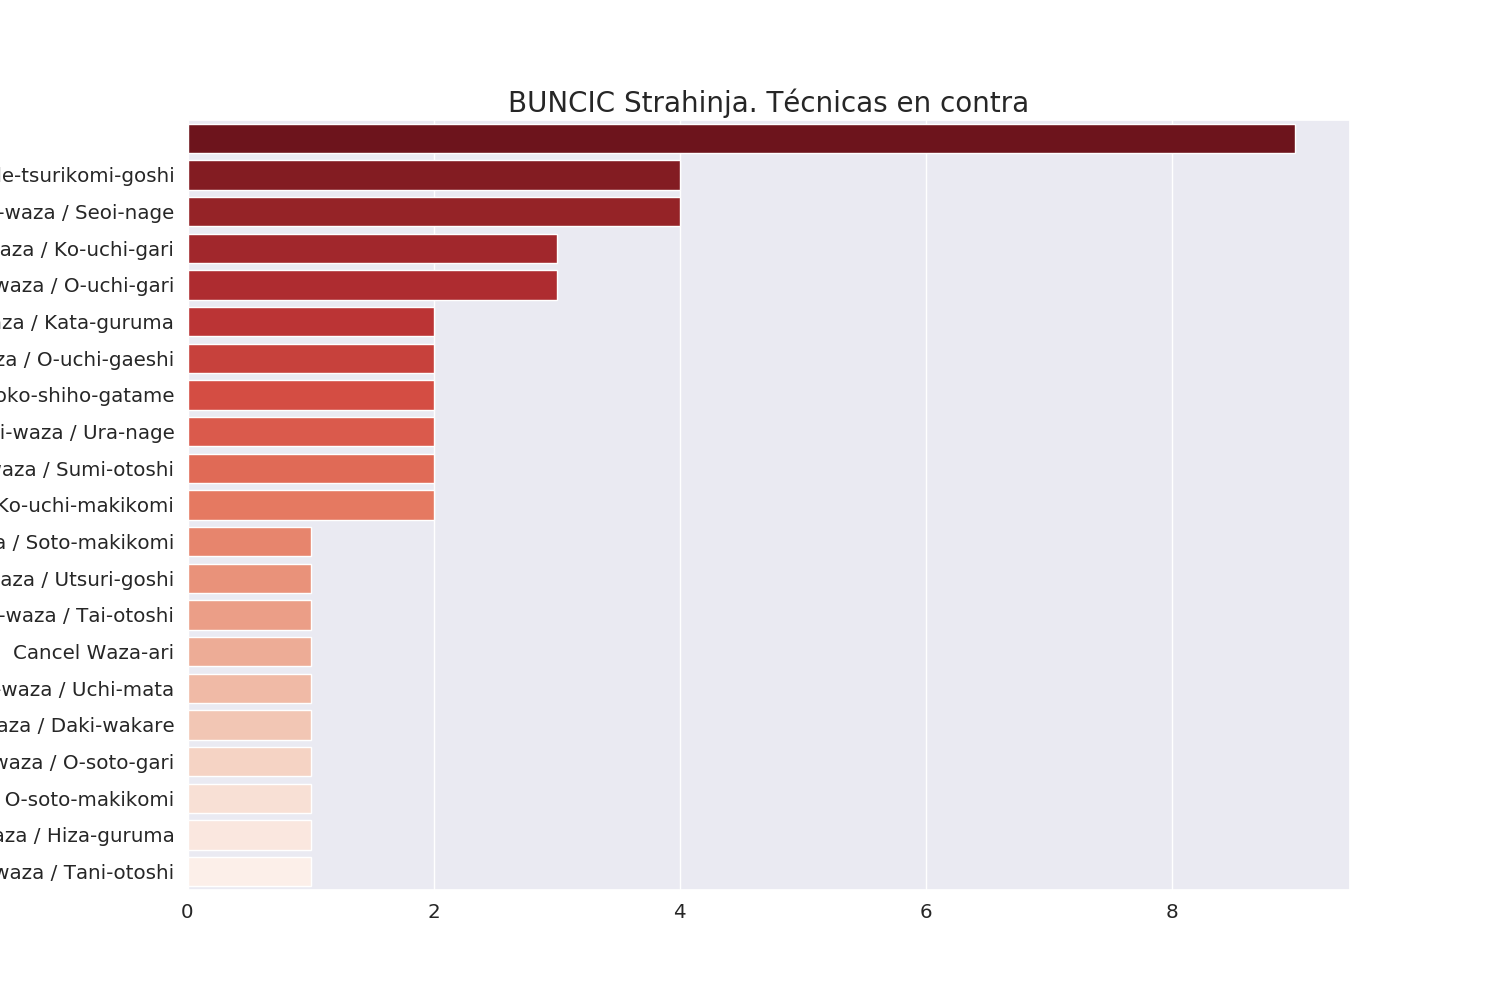 BUNCIC Strahinja. Técnicas en contra
le-tsurikomi-goshi
-waza / Seoi-nage
aza / Ko-uchi-gari
waza / O-uchi-gari
za / Kata-guruma
za / O-uchi-gaeshi
oko-shiho-gatame
i-waza / Ura-nage
waza / Sumi-otoshi
Ko-uchi-makikomi
a / Soto-makikomi
aza / Utsuri-goshi
-waza / Tai-otoshi
Cancel Waza-ari
-waza / Uchi-mata
aza / Daki-wakare
waza / O-soto-gari
O-soto-makikomi
aza / Hiza-guruma
waza / Tani-otoshi
0 2 4 6 8